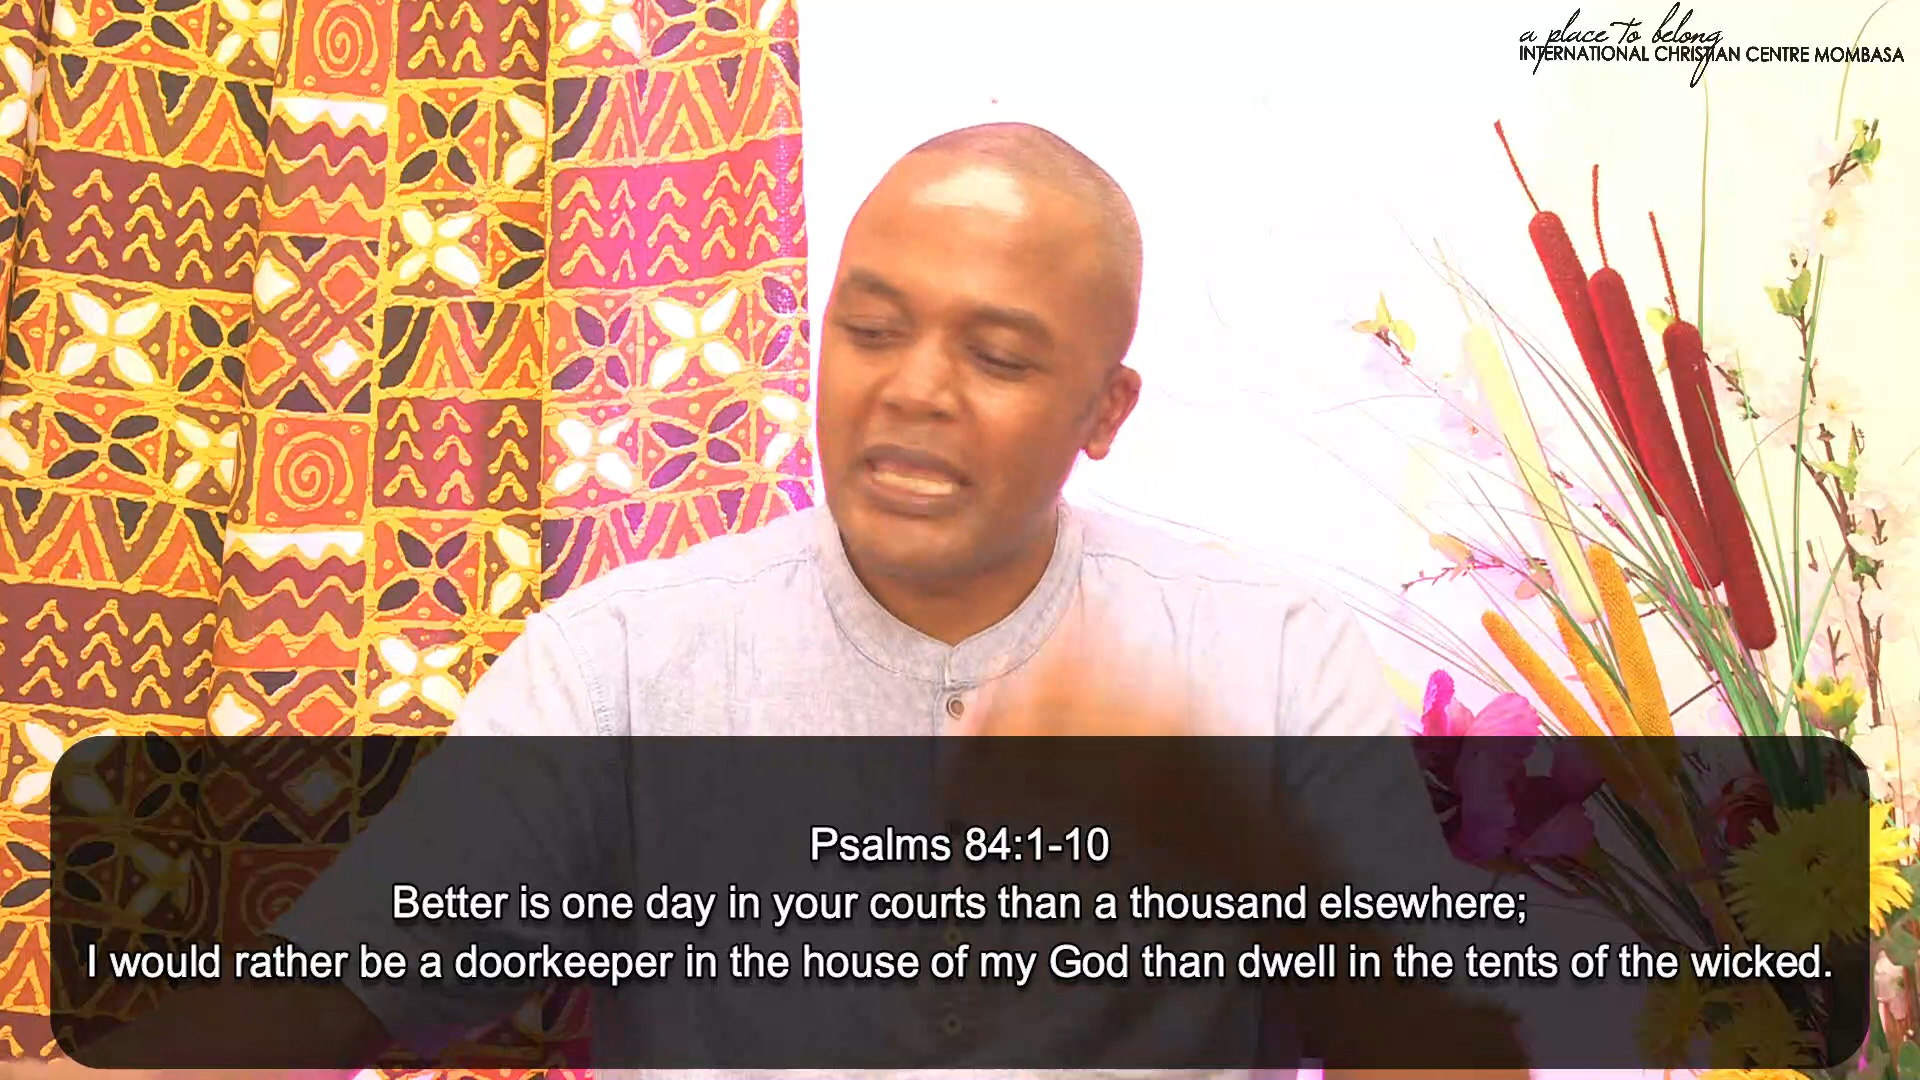 a place to belong
INTERNATIONAL CHRISTIAN CENTRE MOMBASA
Psalms 84:1-10
Better is one day in your courts than a thousand elsewhere;
I would rather be a doorkeeper in the house of my God than dwell in the tents of the wicked.